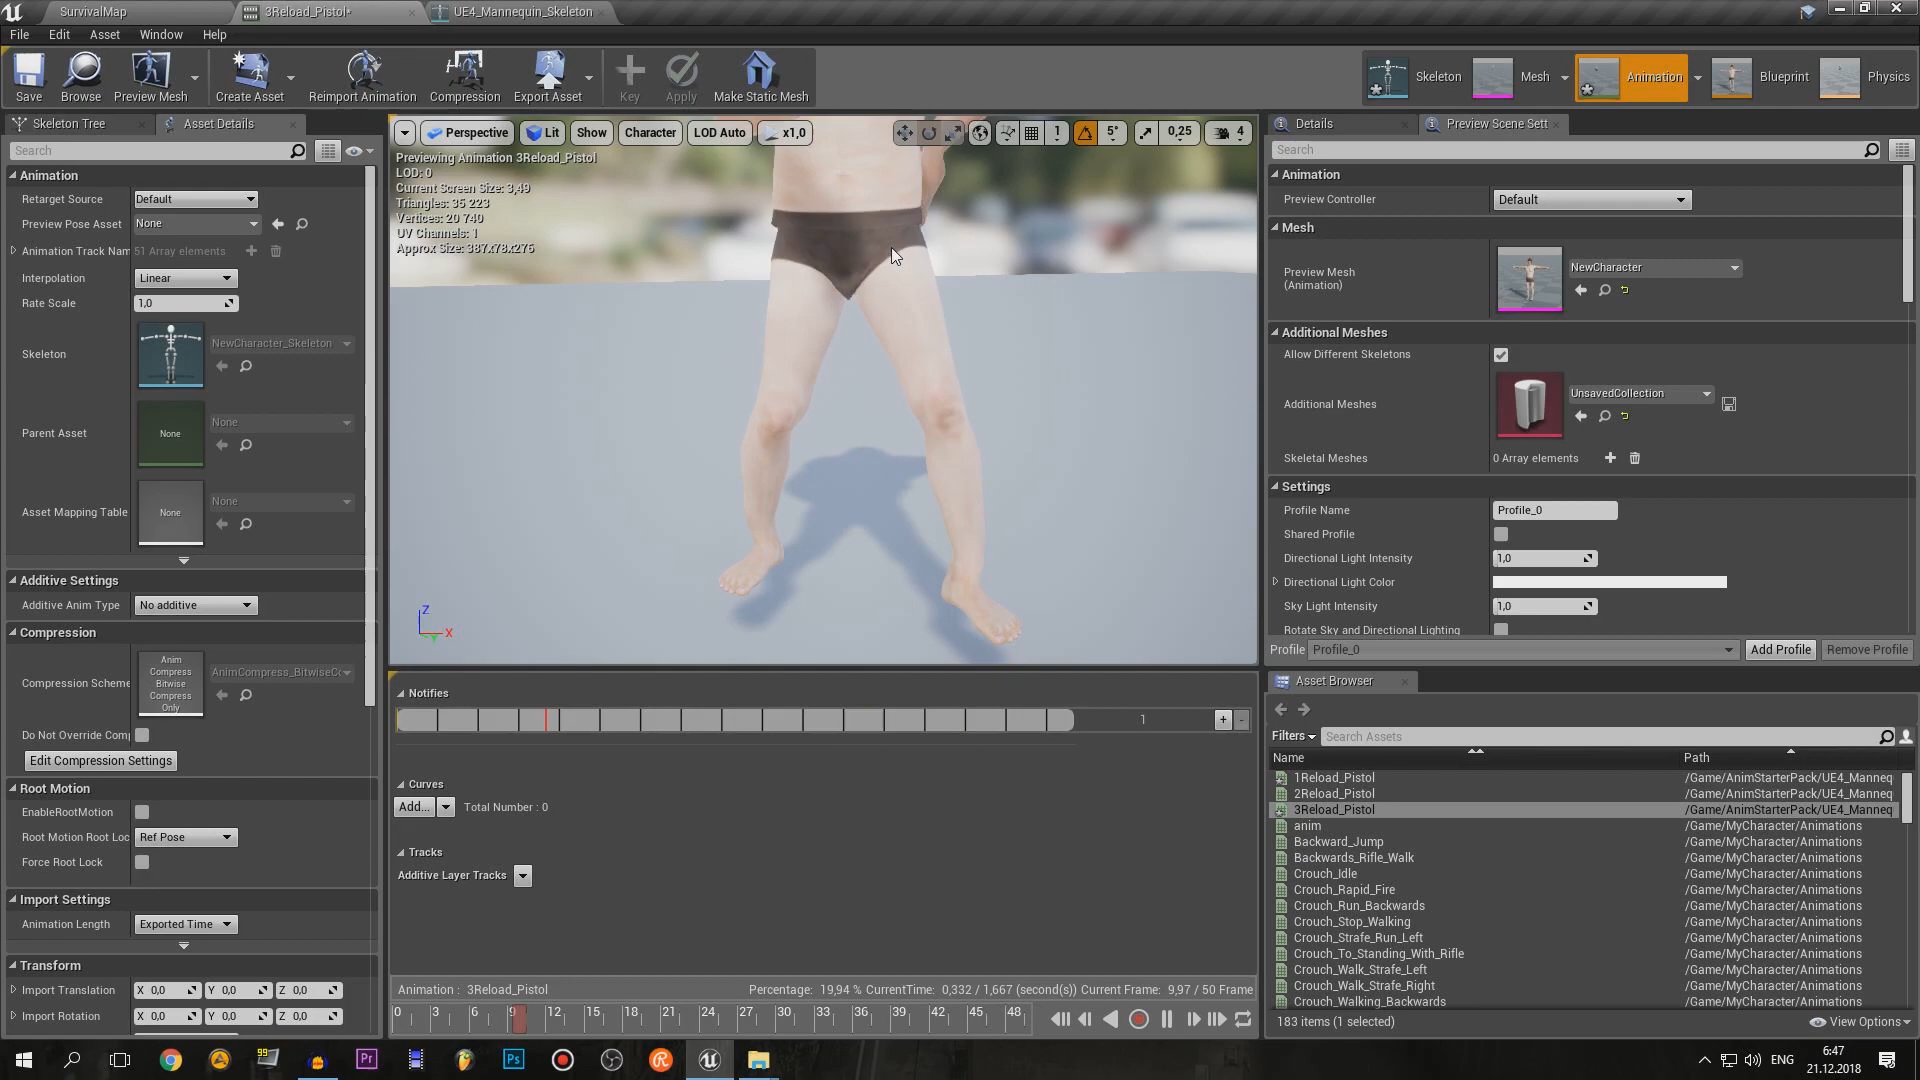 SurvivalMap
3Reload_Pistol*
UE4_Mannequin_Skeleton
File Edit Asset Window Help
Save Browse Preview Mesh Create Asset Reimport Animation Compression Export Asset Key Apply Make Static Mesh
Skeleton Mesh Animation Blueprint Physics
Skeleton Tree
Asset Details
Search
Animation
Retarget Source Default
Preview Pose Asset None
Animation Track Nam 51 Array elements
Interpolation Linear
Rate Scale 1,0
Skeleton NewCharacter_Skeleton
Parent Asset None None
Asset Mapping Table None None
Additive Settings
Additive Anim Type No additive
Compression
Compression Scheme
Anim
Compress
Bitwise
Compress
Only
AnimCompress_BitwiseCo
Do Not Override Comp
Edit Compression Settings
Root Motion
EnableRootMotion
Root Motion Root Loc Ref Pose
Force Root Lock
Import Settings
Animation Length Exported Time
Transform
Import Translation X 0,0 Y 0,0 Z 0,0
Import Rotation X 0,0 Y 0,0 Z 0,0
Perspective Lit Show Character LOD Auto x1,0 1 5° 0,25 4
Previewing Animation 3Reload_Pistol
LOD: 0
Current Screen Size: 3,49
Triangles: 35 223
Vertices: 20 740
UV Channels: 1
Approx Size: 387x78x276
Z
X
Y
Notifies
1 + -
Curves
Add... Total Number : 0
Tracks
Additive Layer Tracks
Animation : 3Reload_Pistol Percentage: 19,94 % CurrentTime: 0,332 / 1,667 (second(s)) Current Frame: 9,97 / 50 Frame
0 3 6 9 12 15 18 21 24 27 30 33 36 39 42 45 48
Details
Preview Scene Sett
Search
Animation
Preview Controller Default
Mesh
Preview Mesh
(Animation)
NewCharacter
Additional Meshes
Allow Different Skeletons
Additional Meshes UnsavedCollection
Skeletal Meshes 0 Array elements
Settings
Profile Name Profile_0
Shared Profile
Directional Light Intensity 1,0
Directional Light Color
Sky Light Intensity 1,0
Rotate Sky and Directional Lighting
Profile Profile_0 Add Profile Remove Profile
Asset Browser
Filters Search Assets
Name Path
1Reload_Pistol /Game/AnimStarterPack/UE4_Manneq
2Reload_Pistol /Game/AnimStarterPack/UE4_Manneq
3Reload_Pistol /Game/AnimStarterPack/UE4_Manneq
anim /Game/MyCharacter/Animations
Backward_Jump /Game/MyCharacter/Animations
Backwards_Rifle_Walk /Game/MyCharacter/Animations
Crouch_Idle /Game/MyCharacter/Animations
Crouch_Rapid_Fire /Game/MyCharacter/Animations
Crouch_Run_Backwards /Game/MyCharacter/Animations
Crouch_Stop_Walking /Game/MyCharacter/Animations
Crouch_Strafe_Run_Left /Game/MyCharacter/Animations
Crouch_To_Standing_With_Rifle /Game/MyCharacter/Animations
Crouch_Walk_Strafe_Left /Game/MyCharacter/Animations
Crouch_Walk_Strafe_Right /Game/MyCharacter/Animations
Crouch_Walking_Backwards /Game/MyCharacter/Animations
183 items (1 selected) View Options
99
Pr
Ps
ENG
6:47
21.12.2018